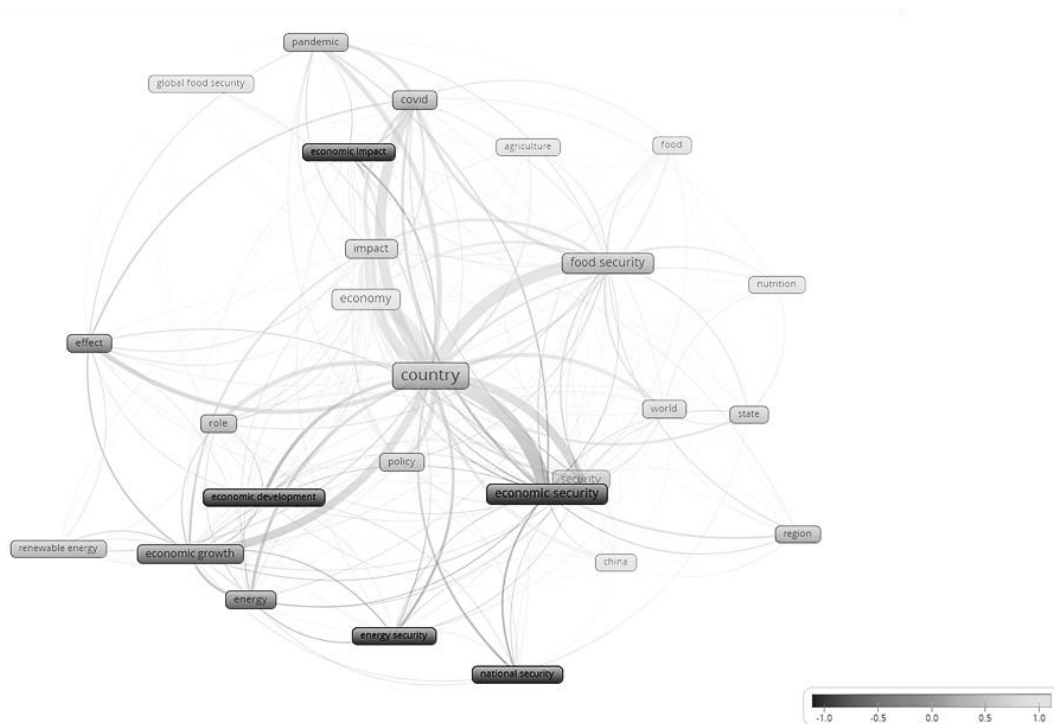 pandemic
global food security
covid
economic impact
agriculture
food
impact
food security
economy
nutrition
effect
country
role
world
state
policy
security
economic security
economic development
renewable energy
economic growth
region
china
energy
energy security
national security
-1.0 -0.5 0.0 0.5 1.0